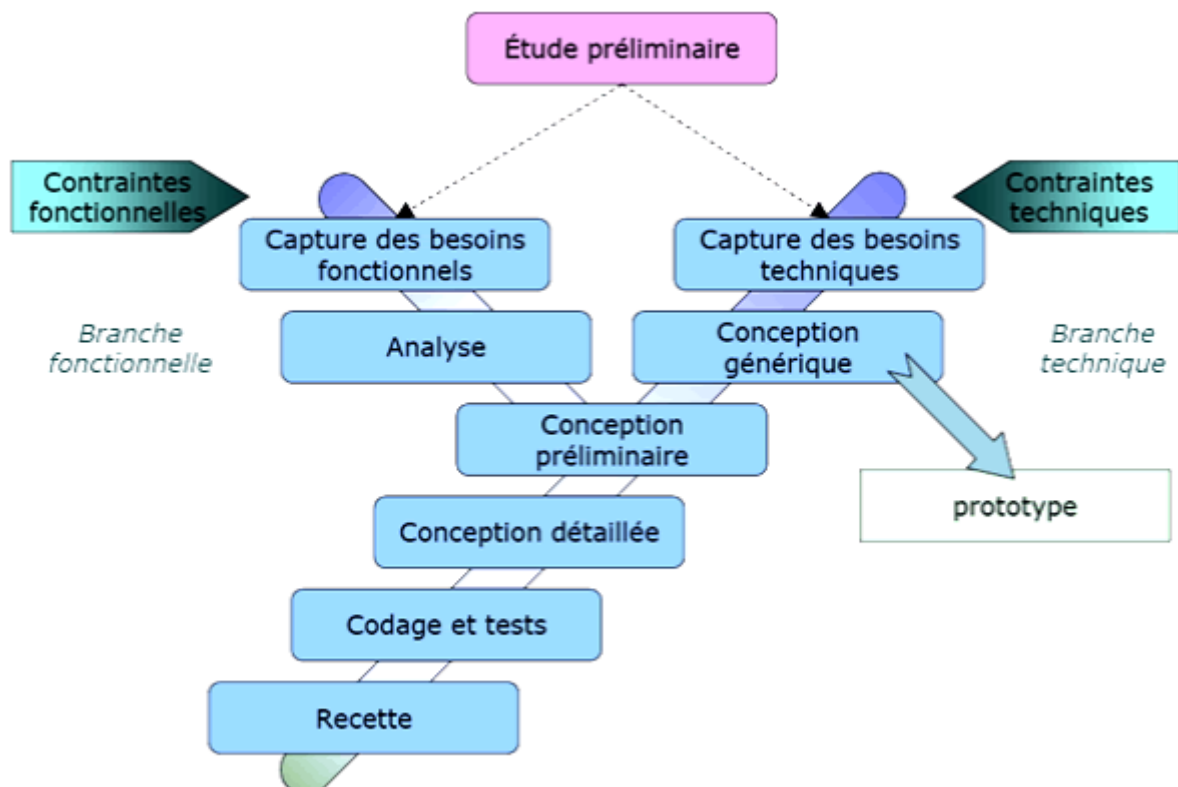 Étude préliminaire
Contraintes
fonctionnelles
Contraintes
techniques
Capture des besoins
fonctionnels
Capture des besoins
techniques
Branche
fonctionnelle
Analyse
Conception
générique
Branche
technique
Conception
préliminaire
prototype
Conception détaillée
Codage et tests
Recette